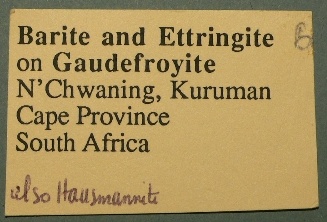 Barite and Ettringite
on Gaudefroyite
N'Chwaning, Kuruman
Cape Province
South Africa
also Hausmannite